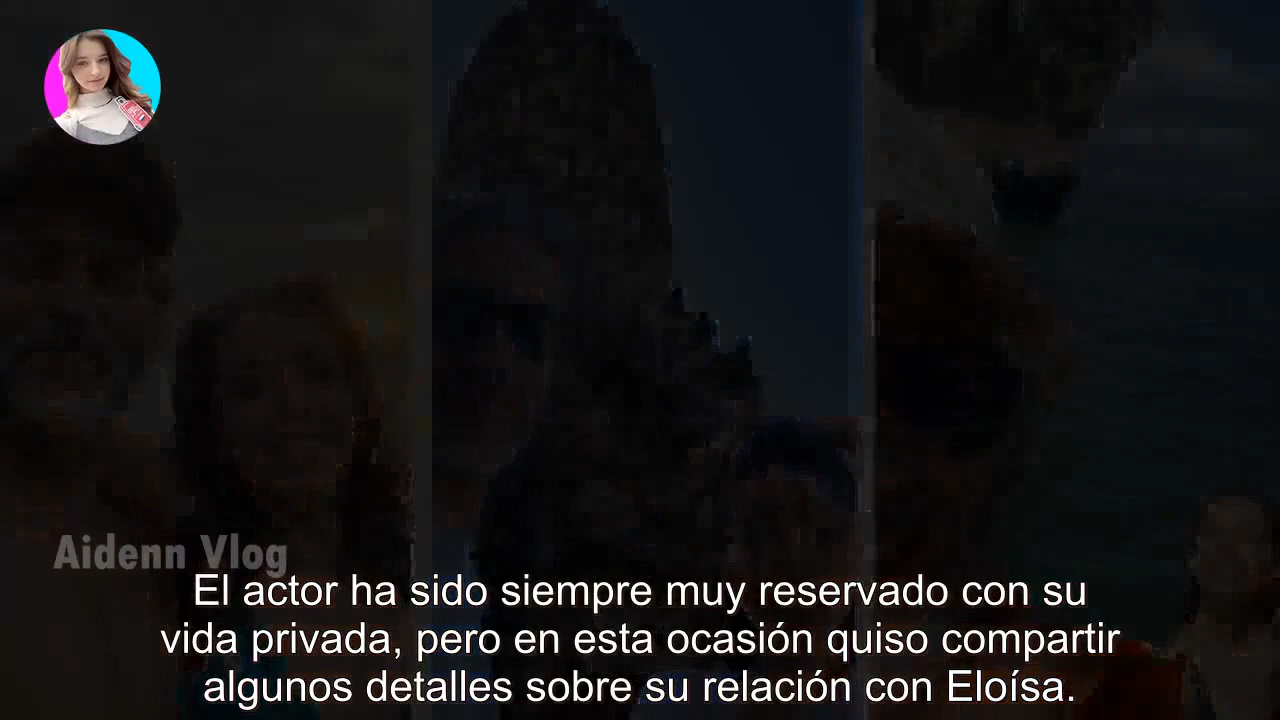 Aidenn Vlog
El actor ha sido siempre muy reservado con su
vida privada, pero en esta ocasión quiso compartir
algunos detalles sobre su relación con Eloísa.